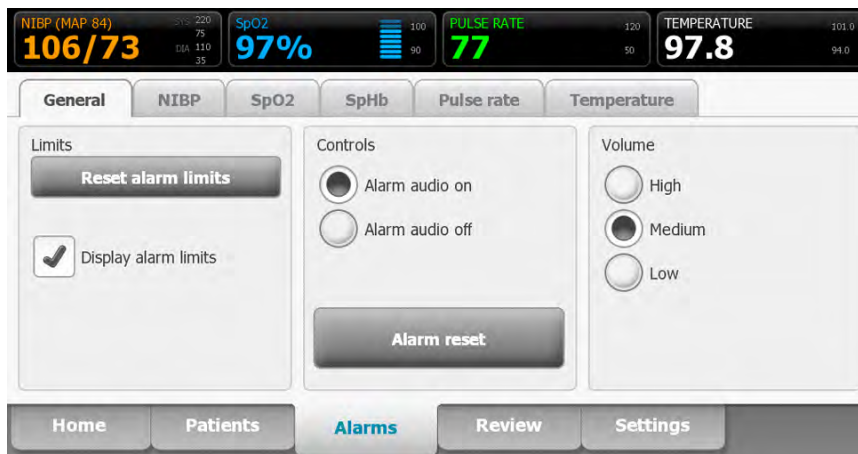 NIBP (MAP 84)
SYS 220
75
106/73
DIA 110
35
SpO2
97%
100
90
PULSE RATE
77
120
50
TEMPERATURE
97.8
101.0
94.0
General NIBP SpO2 SpHb Pulse rate Temperature
Limits
Reset alarm limits
Display alarm limits
Controls
Alarm audio on
Alarm audio off
Alarm reset
Volume
High
Medium
Low
Home Patients Alarms Review Settings